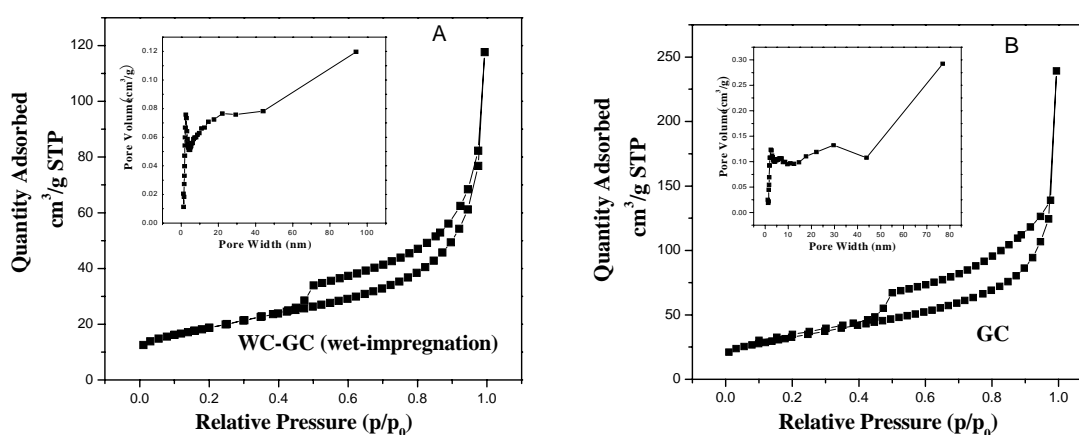 A
Quantity Adsorbed
cm³/g STP
120
100
80
60
40
20
0
0.0 0.2 0.4 0.6 0.8 1.0
Relative Pressure (p/p₀)
WC-GC (wet-impregnation)
Pore Volume(cm³/g)
0.12
0.10
0.08
0.06
0.04
0.02
0.00
0 20 40 60 80 100
Pore Width (nm)
B
Quantity Adsorbed
cm³/g STP
250
200
150
100
50
0
0.0 0.2 0.4 0.6 0.8 1.0
Relative Pressure (p/p₀)
GC
Pore Volume(cm³/g)
0.30
0.25
0.20
0.15
0.10
0.05
0.00
0 10 20 30 40 50 60 70 80
Pore Width (nm)